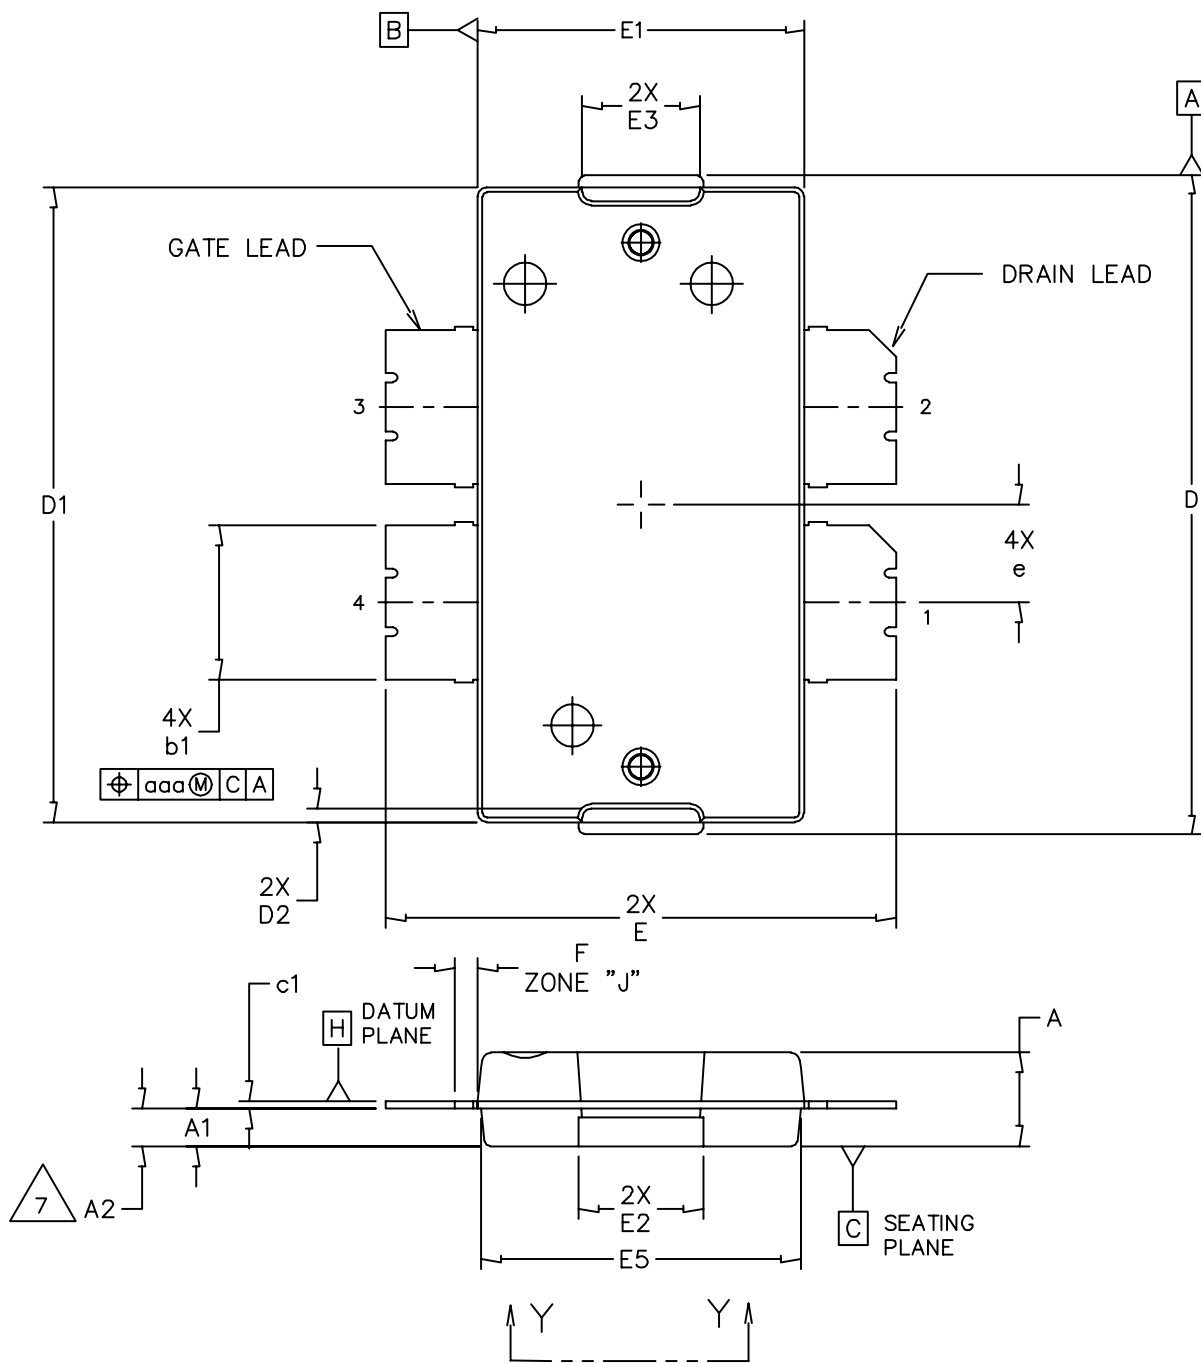 B
E1
2X
E3
A
GATE LEAD
DRAIN LEAD
3
2
D1
D
4X
e
4
1
4X
b1
aaa Ⓜ C A
2X
D2
2X
E
F
ZONE "J"
c1
H
DATUM
PLANE
A
A1
7
A2
2X
E2
C
SEATING
PLANE
E5
Y
Y